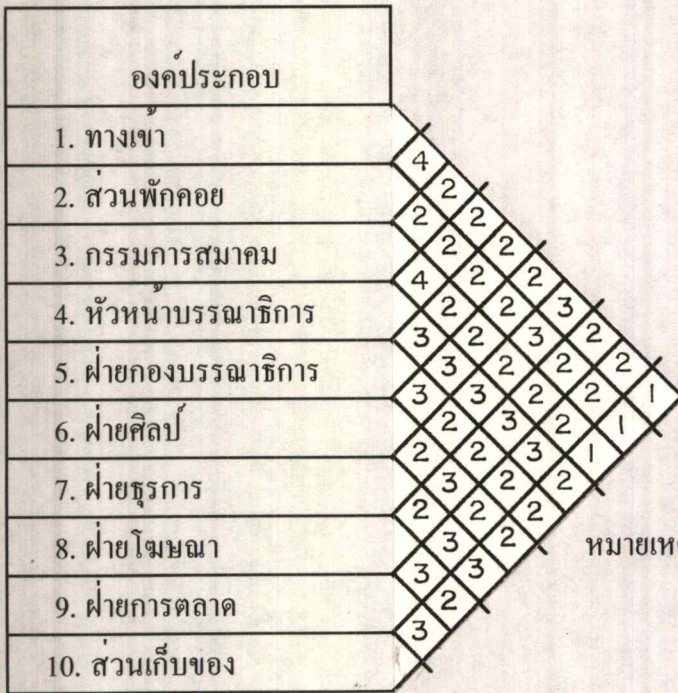 องค์ประกอบ
1. ทางเข้า
4
2. ส่วนพักคอย 2
2 2
3. กรรมการสมาคม 2 2
4 2 2
4. หัวหน้าบรรณาธิการ 2 2 3
3 2 3 2
5. ฝ่ายกองบรรณาธิการ 3 2 2 2
3 3 2 2 1
6. ฝ่ายศิลป์ 2 3 2 1
2 2 3 1
7. ฝ่ายธุรการ 3 2 2
2 2 2
8. ฝ่ายโฆษณา 3 2 หมายเห
3 3
9. ฝ่ายการตลาด 2
3
10. ส่วนเก็บของ